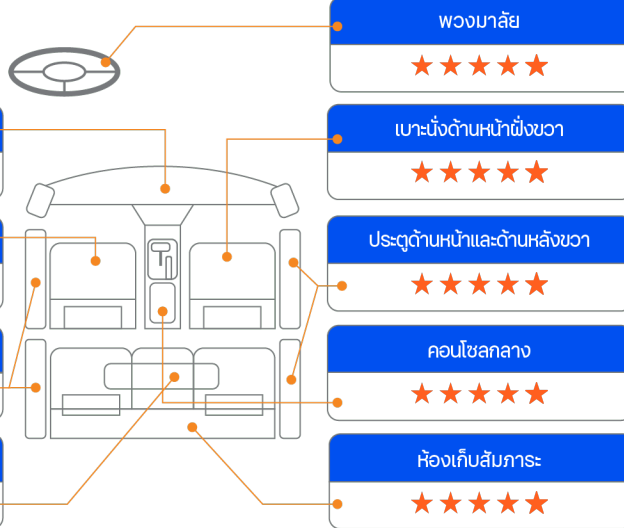 พวงมาลัย
เบาะนั่งด้านหน้าฝั่งขวา
ประตูด้านหน้าและด้านหลังขวา
คอนโซลกลาง
ห้องเก็บสัมภาระ